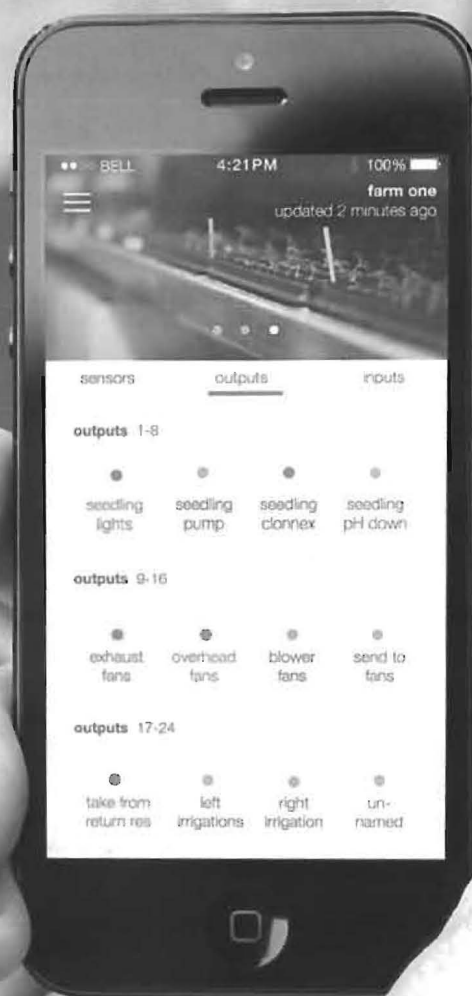 BELL 4:21PM 100%
farm one
updated 2 minutes ago
sensors outputs inputs
outputs 1-8
seedling seedling seedling seedling
lights pump clonnex pH down
outputs 9-16
exhaust overhead blower send to
fans fans fans fans
outputs 17-24
take from left right un-
return res irrigations irrigation named